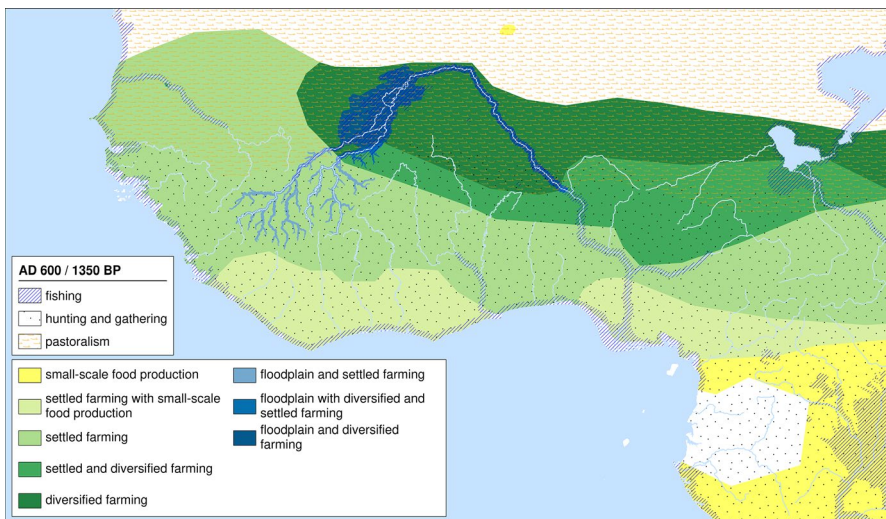 AD 600 / 1350 BP
fishing
hunting and gathering
pastoralism
small-scale food production
settled farming with small-scale
food production
settled farming
settled and diversified farming
diversified farming
floodplain and settled farming
floodplain with diversified and
settled farming
floodplain and diversified
farming